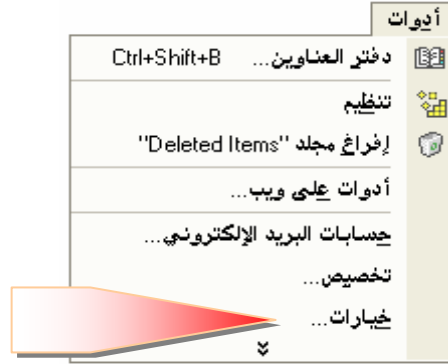 أدوات
دفتر العناوين... Ctrl+Shift+B
تنظيم
إفراغ مجلد "Deleted Items"
أدوات على ويب...
حسابات البريد الإلكتروني...
تخصيص...
خيارات...